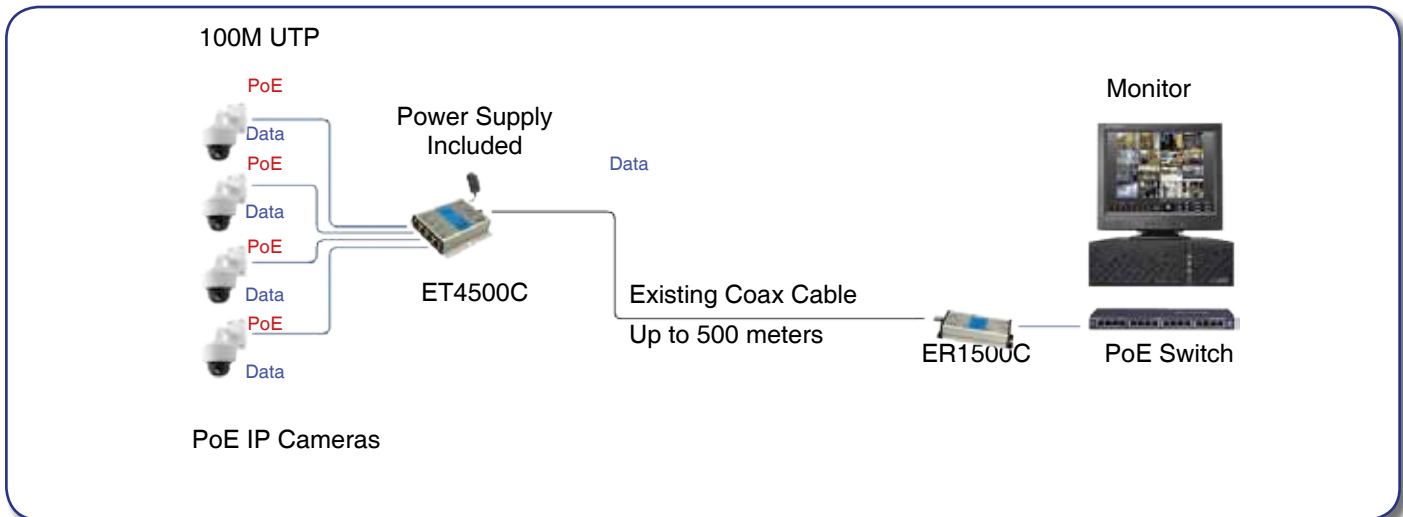 100M UTP
PoE
Data
PoE
Data
PoE
Data
PoE
Data
PoE IP Cameras
Power Supply
Included
ET4500C
Data
Existing Coax Cable
Up to 500 meters
ER1500C
Monitor
PoE Switch